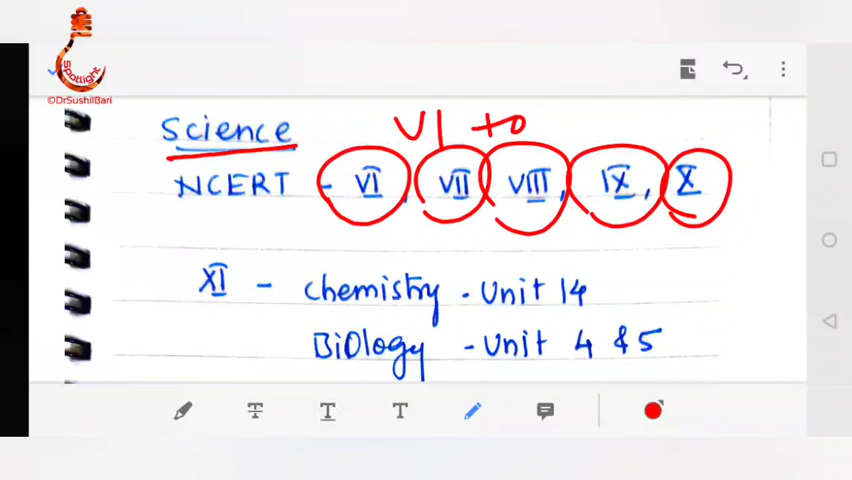 Spotlight
©DrSushilBari
Science
VI to
NCERT - VI, VII, VIII, IX, X
XI - Chemistry - Unit 14
Biology - Unit 4 & 5
T T T